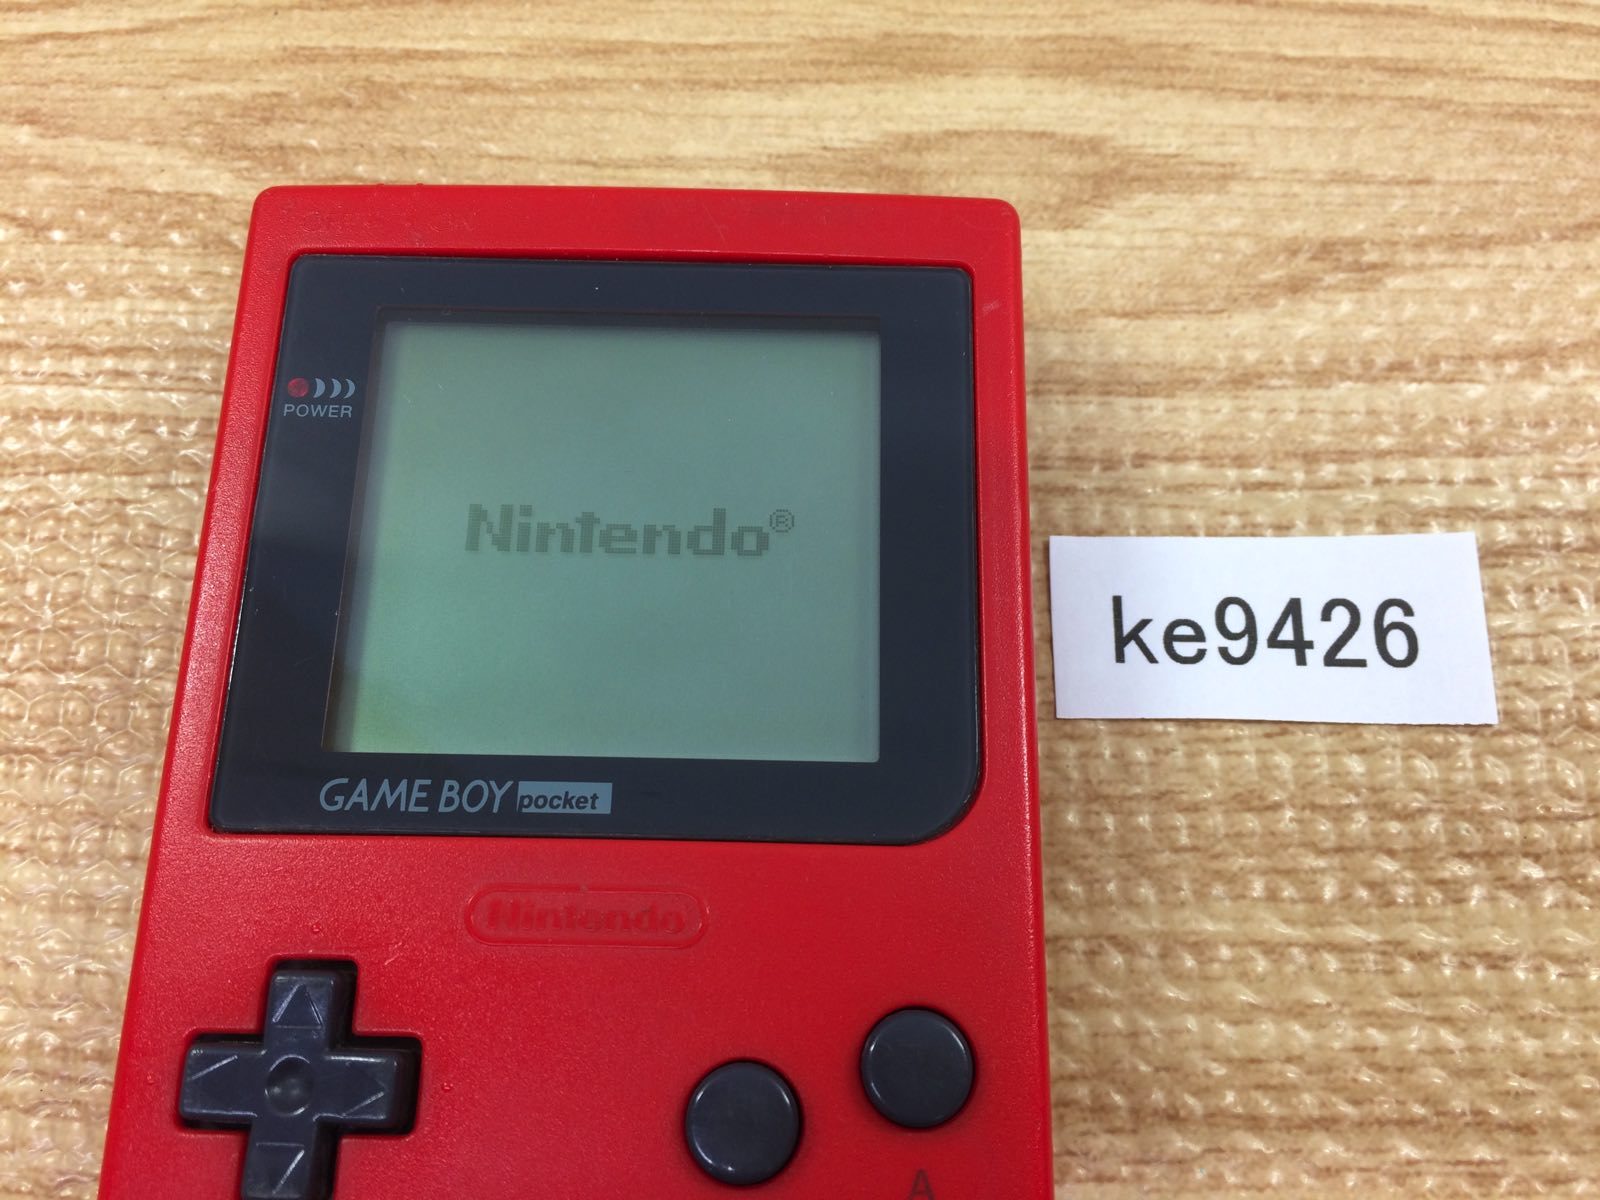 POWER
Nintendo®
GAME BOY pocket
Nintendo
A
ke9426